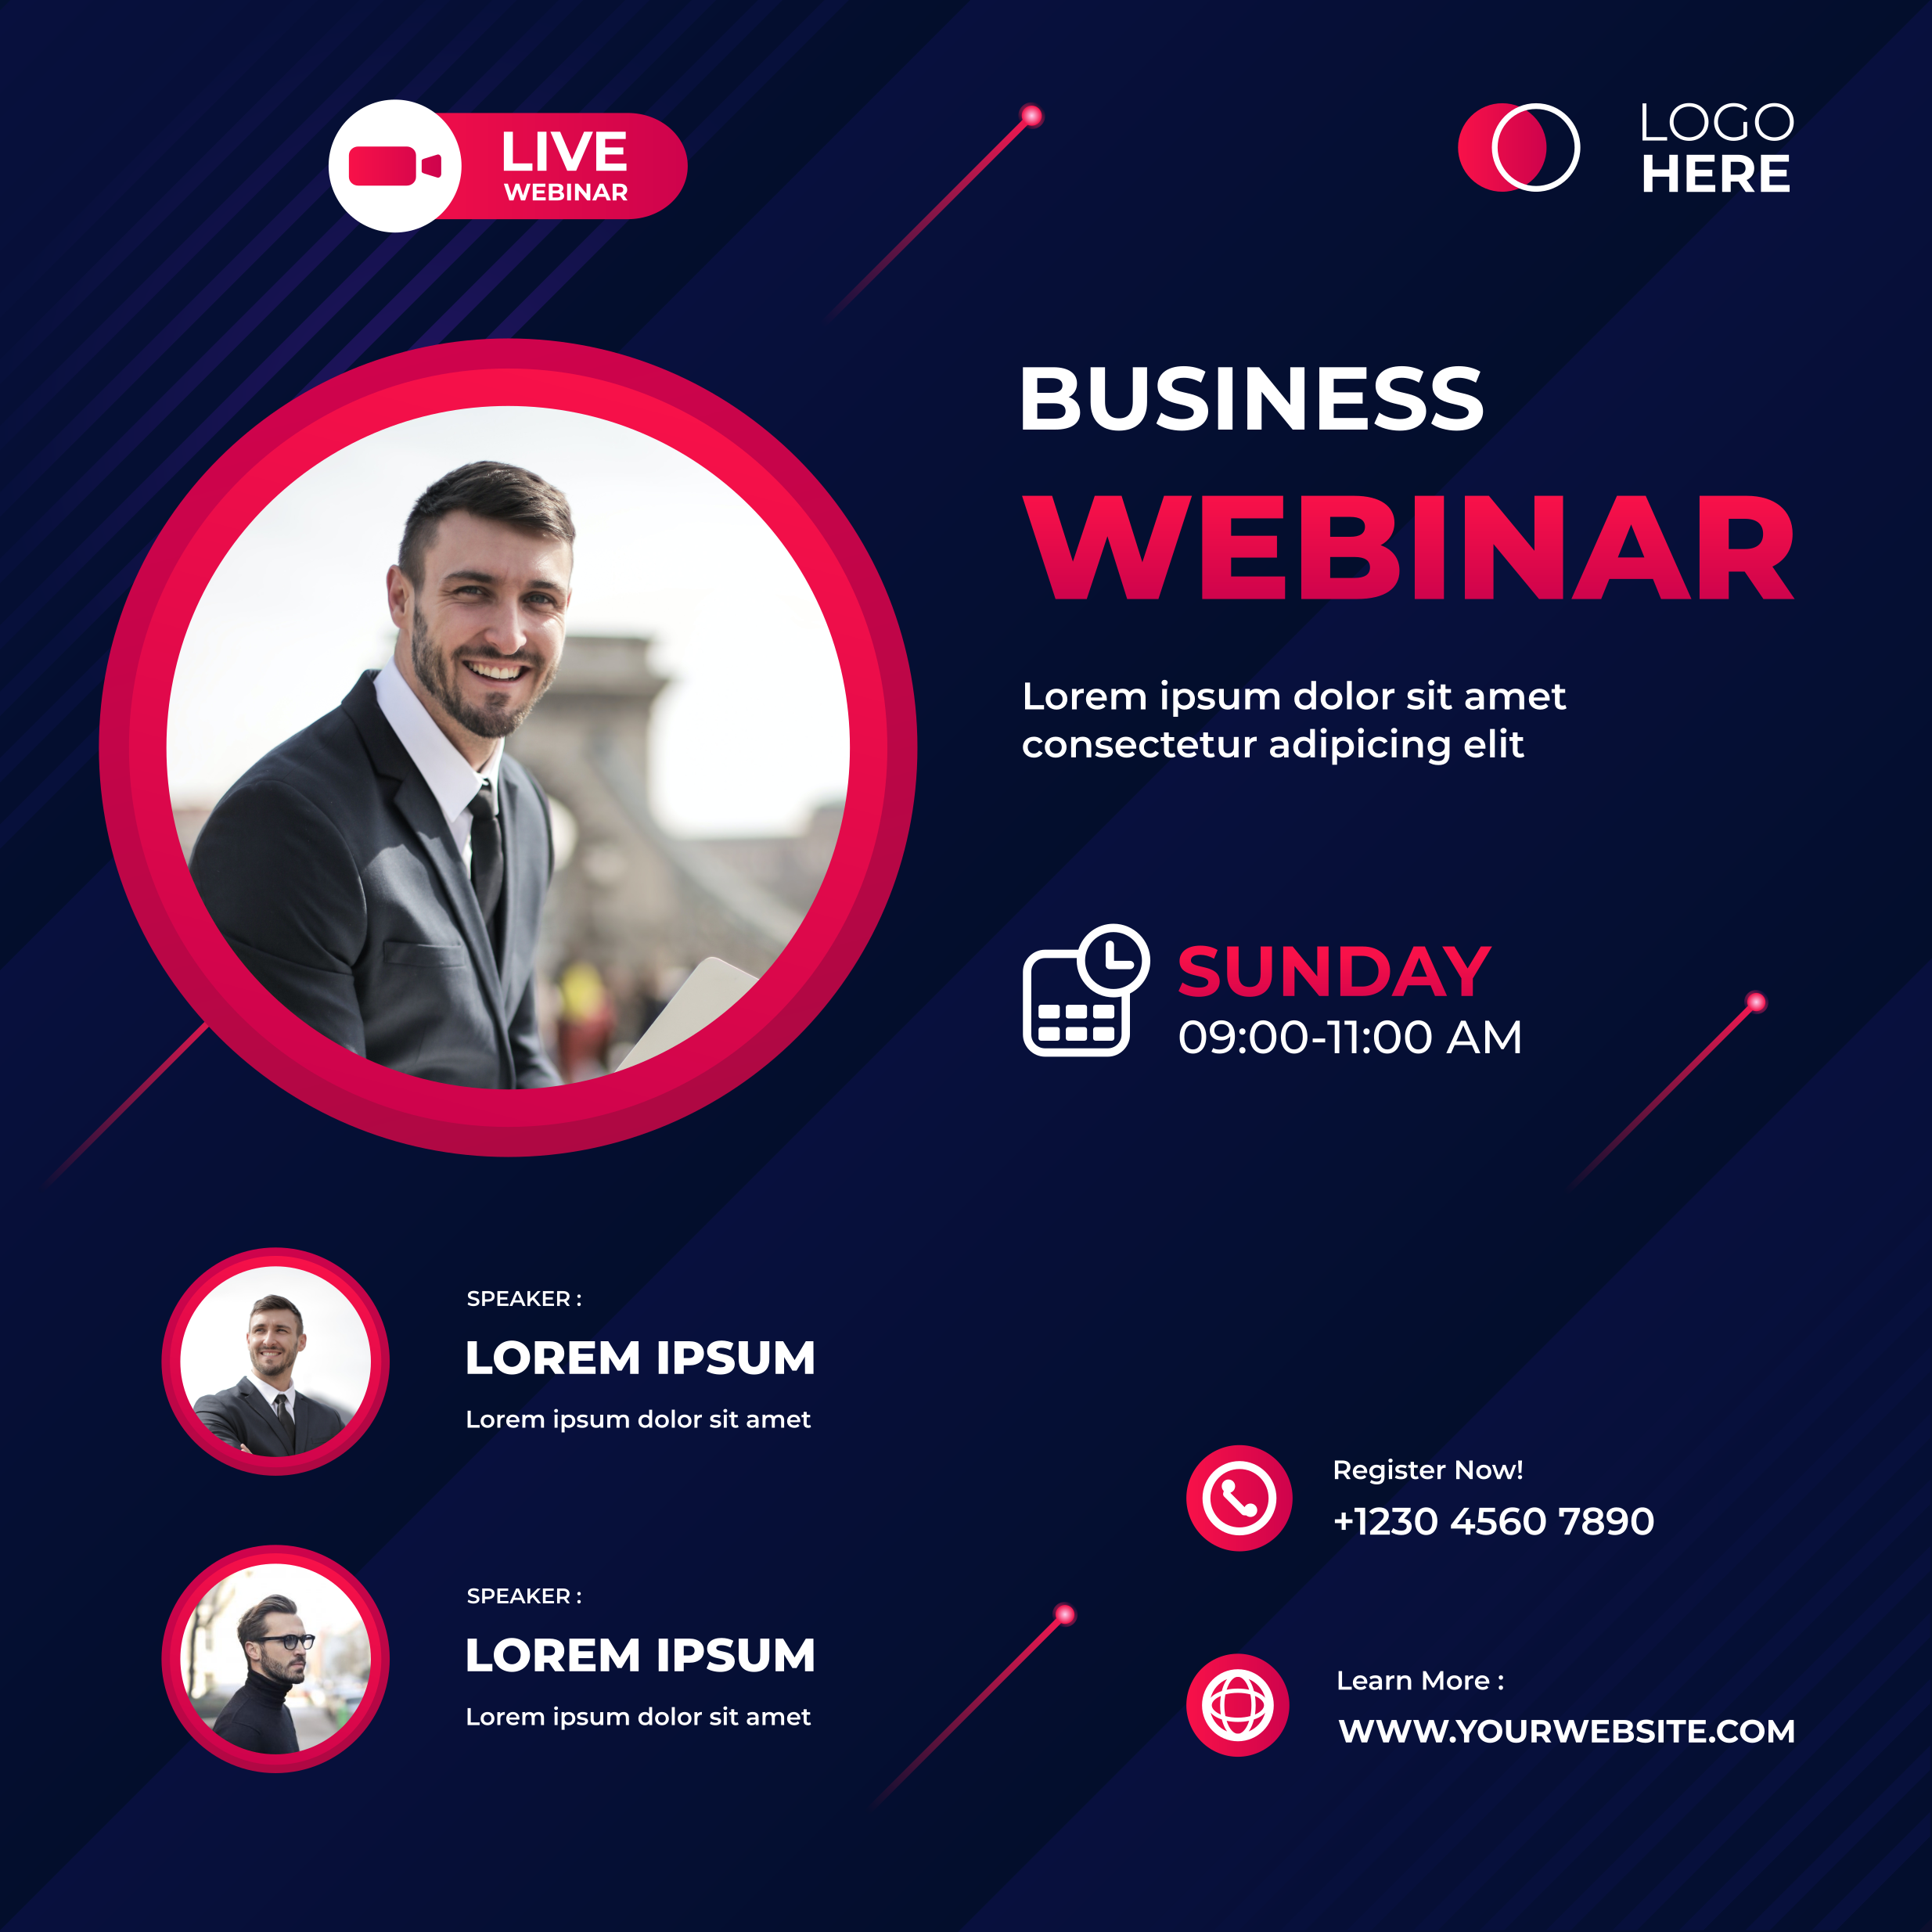 LIVE
WEBINAR
LOGO
HERE
BUSINESS
WEBINAR
Lorem ipsum dolor sit amet
consectetur adipicing elit
SUNDAY
09:00-11:00 AM
SPEAKER :
LOREM IPSUM
Lorem ipsum dolor sit amet
SPEAKER :
LOREM IPSUM
Lorem ipsum dolor sit amet
Register Now!
+1230 4560 7890
Learn More :
WWW.YOURWEBSITE.COM